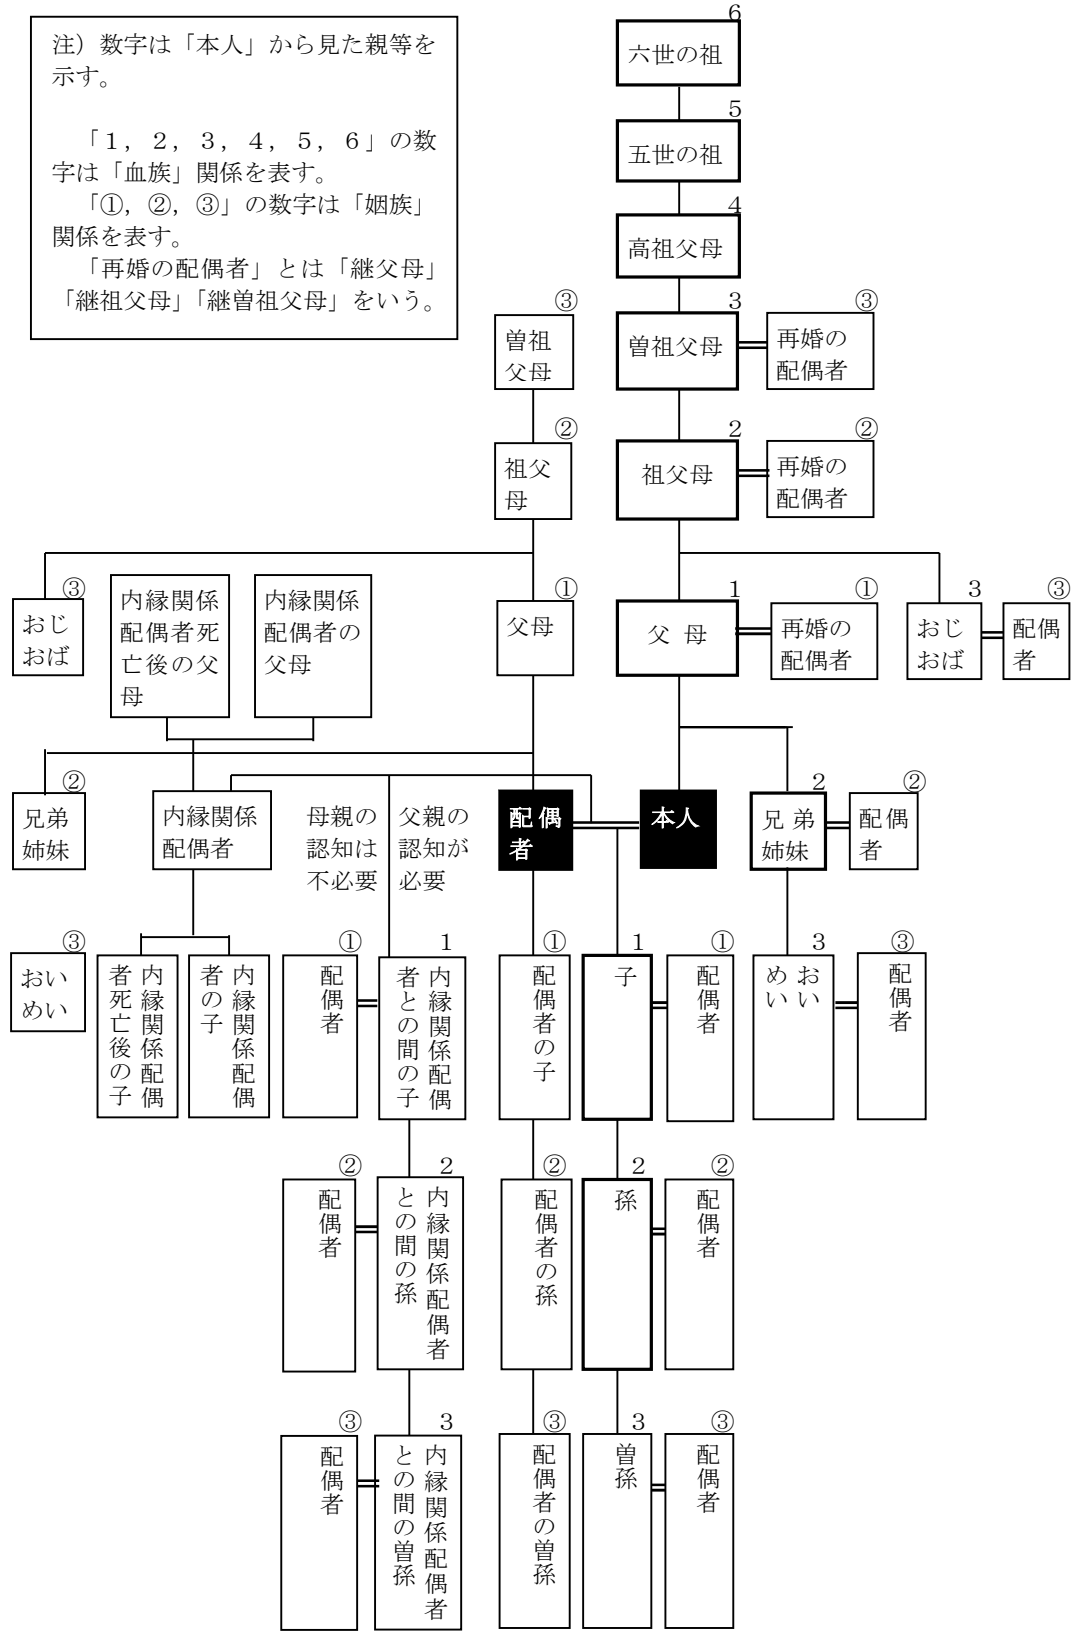 注）数字は「本人」から見た親等を
示す。
「１，２，３，４，５，６」の数
字は「血族」関係を表す。
「①，②，③」の数字は「姻族」
関係を表す。
「再婚の配偶者」とは「継父母」
「継祖父母」「継曽祖父母」をいう。
６
六世の祖
５
五世の祖
４
高祖父母
③
曽祖
父母
３
曽祖父母
③
再婚の
配偶者
②
祖父
母
２
祖父母
②
再婚の
配偶者
③
おじ
おば
内縁関係
配偶者死
亡後の父
母
内縁関係
配偶者の
父母
①
父母
１
父 母
①
再婚の
配偶者
３
おじ
おば
③
配偶
者
②
兄弟
姉妹
内縁関係
配偶者
母親の
認知は
不必要
父親の
認知が
必要
配偶
者
本人
２
兄 弟
姉妹
②
配偶
者
③
おい
めい
内縁関係配偶
者死亡後の子
内縁関係配偶
者の子
①
配偶者
１
内縁関係配偶
者との間の子
①
配偶者の子
１
子
①
配偶者
３
おい
めい
③
配偶者
②
配偶者
２
内縁関係配偶者
との間の孫
②
配偶者の孫
２
孫
②
配偶者
③
配偶者
３
内縁関係配偶者
との間の曽孫
③
配偶者の曽孫
３
曽孫
③
配偶者